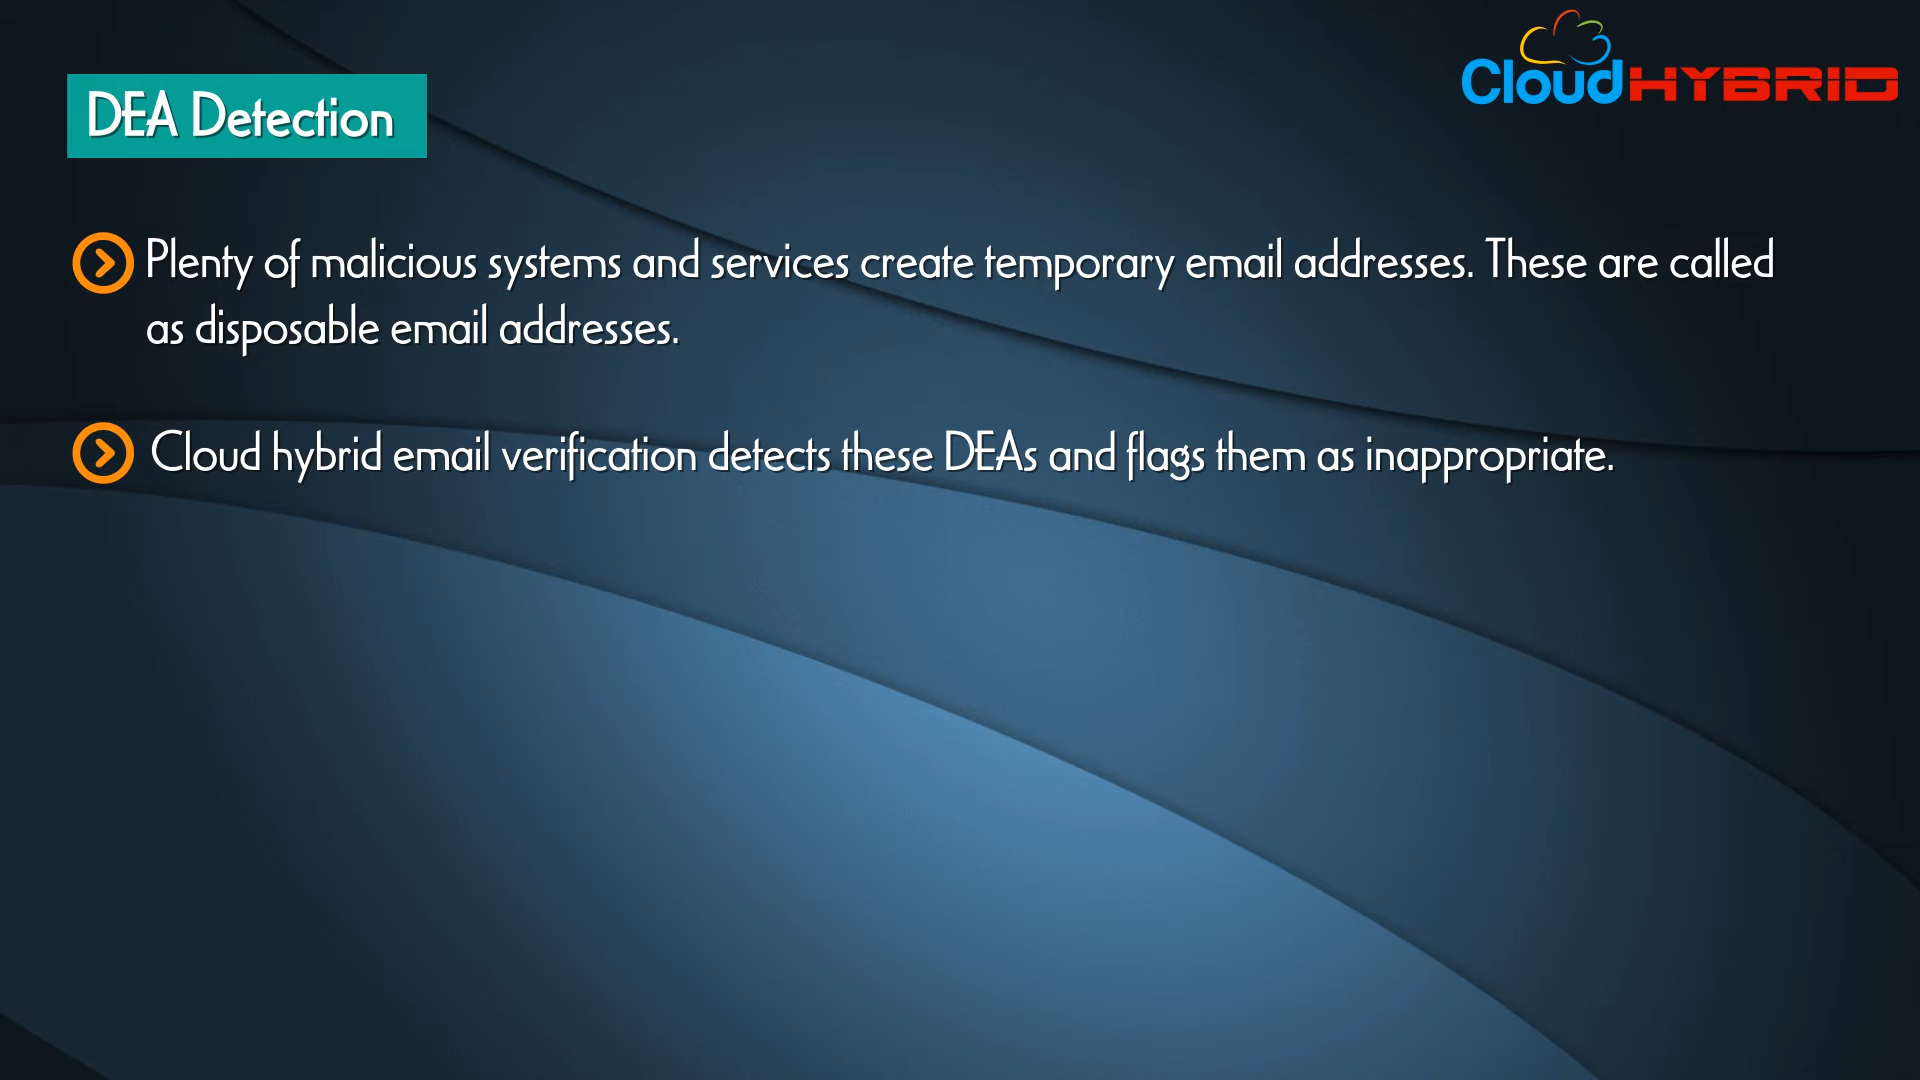 CloudHYBRID
DEA Detection
Plenty of malicious systems and services create temporary email addresses. These are called
as disposable email addresses.
Cloud hybrid email verification detects these DEAs and flags them as inappropriate.